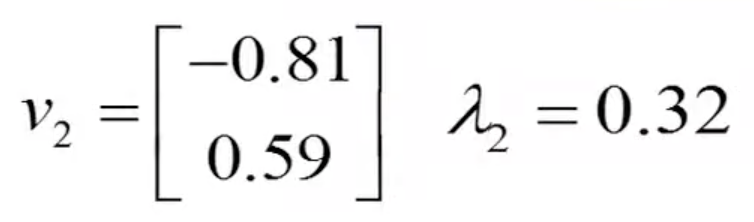 v₂ = [ −0.81
0.59 ] λ₂ = 0.32